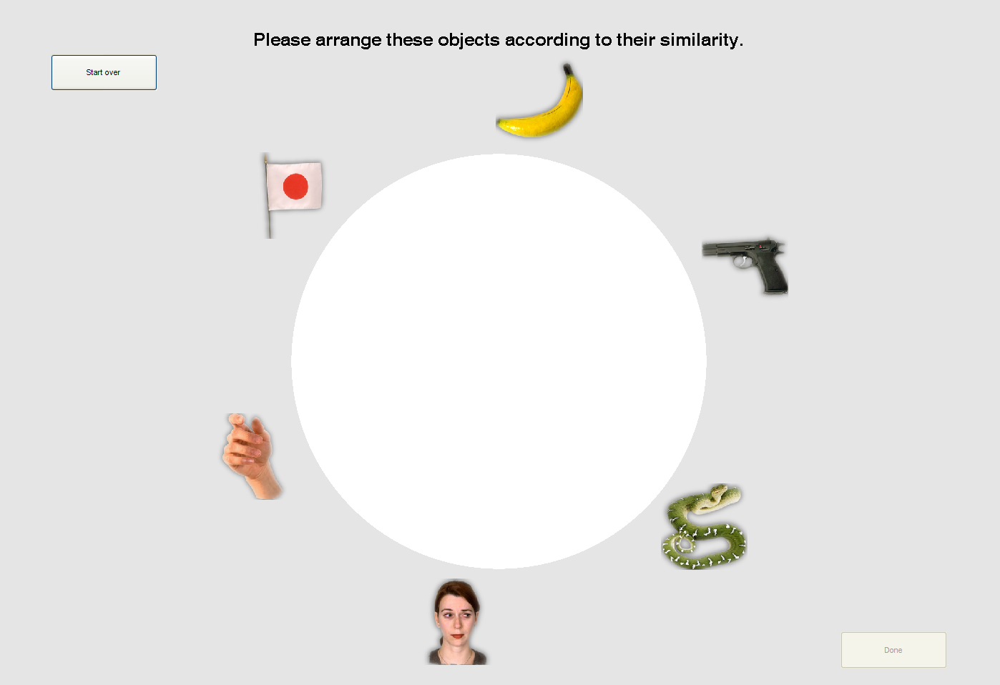 Please arrange these objects according to their similarity.
Start over
Done